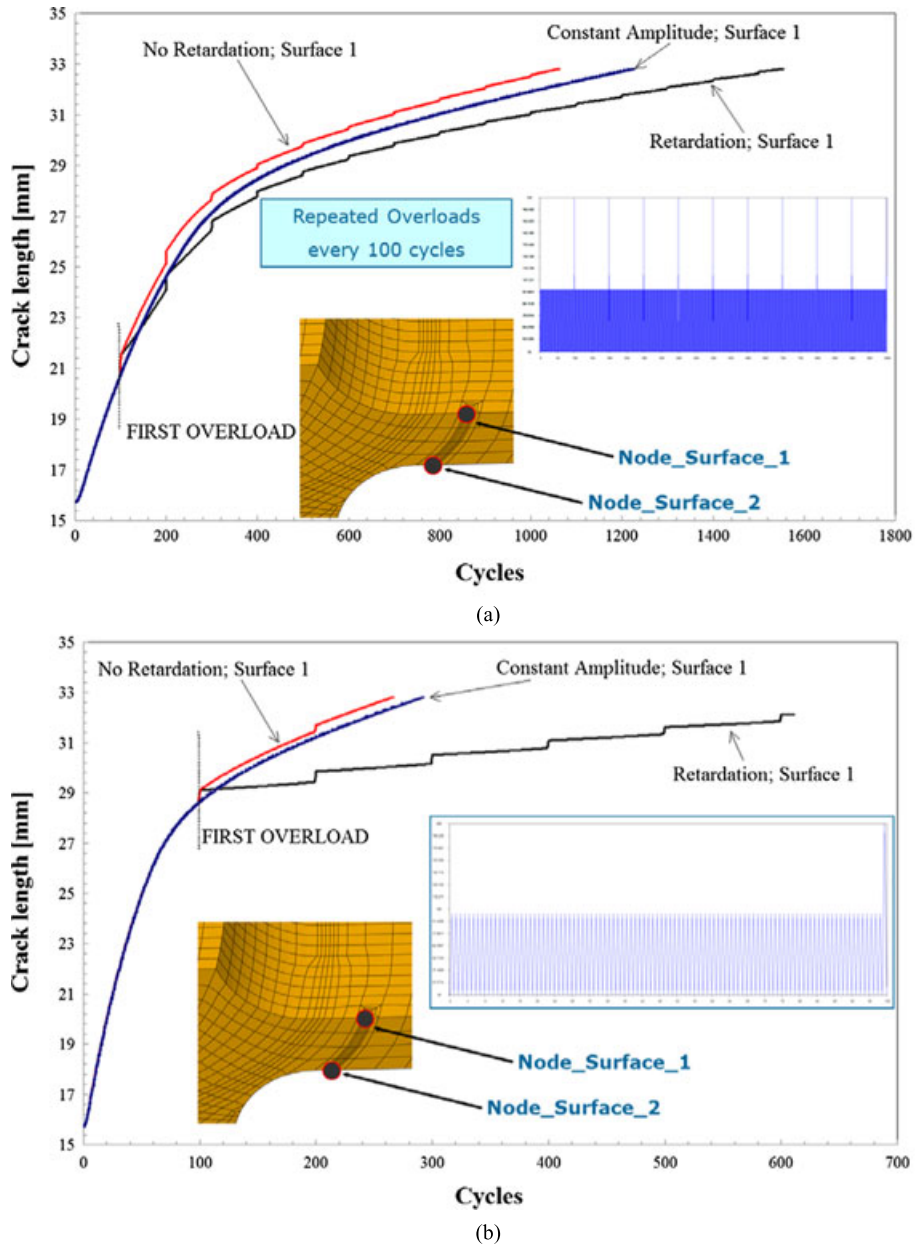 35
33
31
29
27
25
23
21
19
17
15
Crack length [mm]
No Retardation; Surface 1
Constant Amplitude; Surface 1
Retardation; Surface 1
Repeated Overloads
every 100 cycles
FIRST OVERLOAD
Node_Surface_1
Node_Surface_2
0 200 400 600 800 1000 1200 1400 1600 1800
Cycles
(a)
35
33
31
29
27
25
23
21
19
17
15
Crack length [mm]
No Retardation; Surface 1
Constant Amplitude; Surface 1
Retardation; Surface 1
FIRST OVERLOAD
Node_Surface_1
Node_Surface_2
0 100 200 300 400 500 600 700
Cycles
(b)